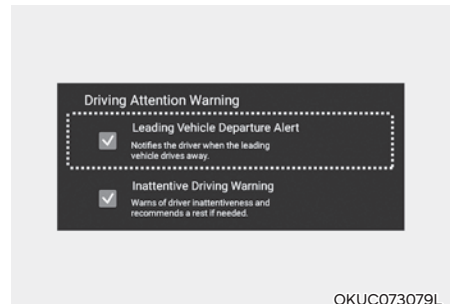 Driving Attention Warning
Leading Vehicle Departure Alert
Notifies the driver when the leading
vehicle drives away.
Inattentive Driving Warning
Warns of driver inattentiveness and
recommends a rest if needed.
OKUC073079L